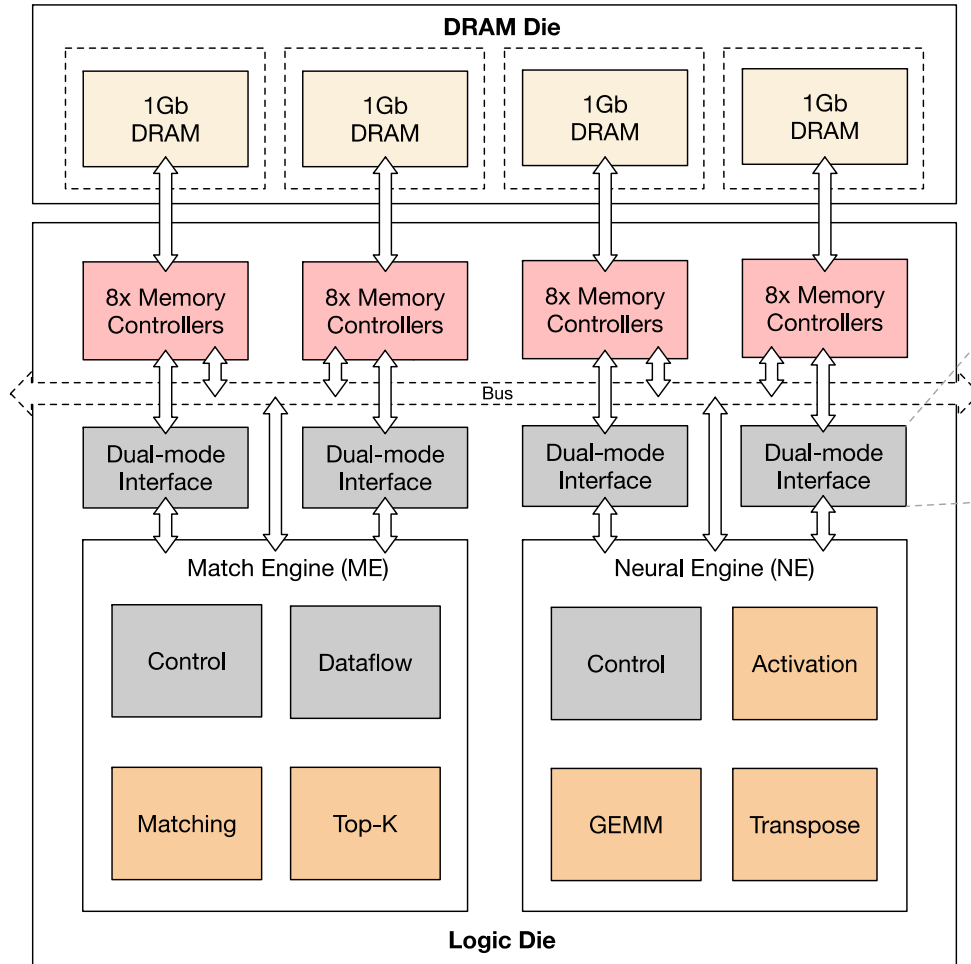 DRAM Die
1Gb
DRAM
1Gb
DRAM
1Gb
DRAM
1Gb
DRAM
8x Memory
Controllers
8x Memory
Controllers
8x Memory
Controllers
8x Memory
Controllers
Bus
Dual-mode
Interface
Dual-mode
Interface
Dual-mode
Interface
Dual-mode
Interface
Match Engine (ME)
Control
Dataflow
Matching
Top-K
Neural Engine (NE)
Control
Activation
GEMM
Transpose
Logic Die